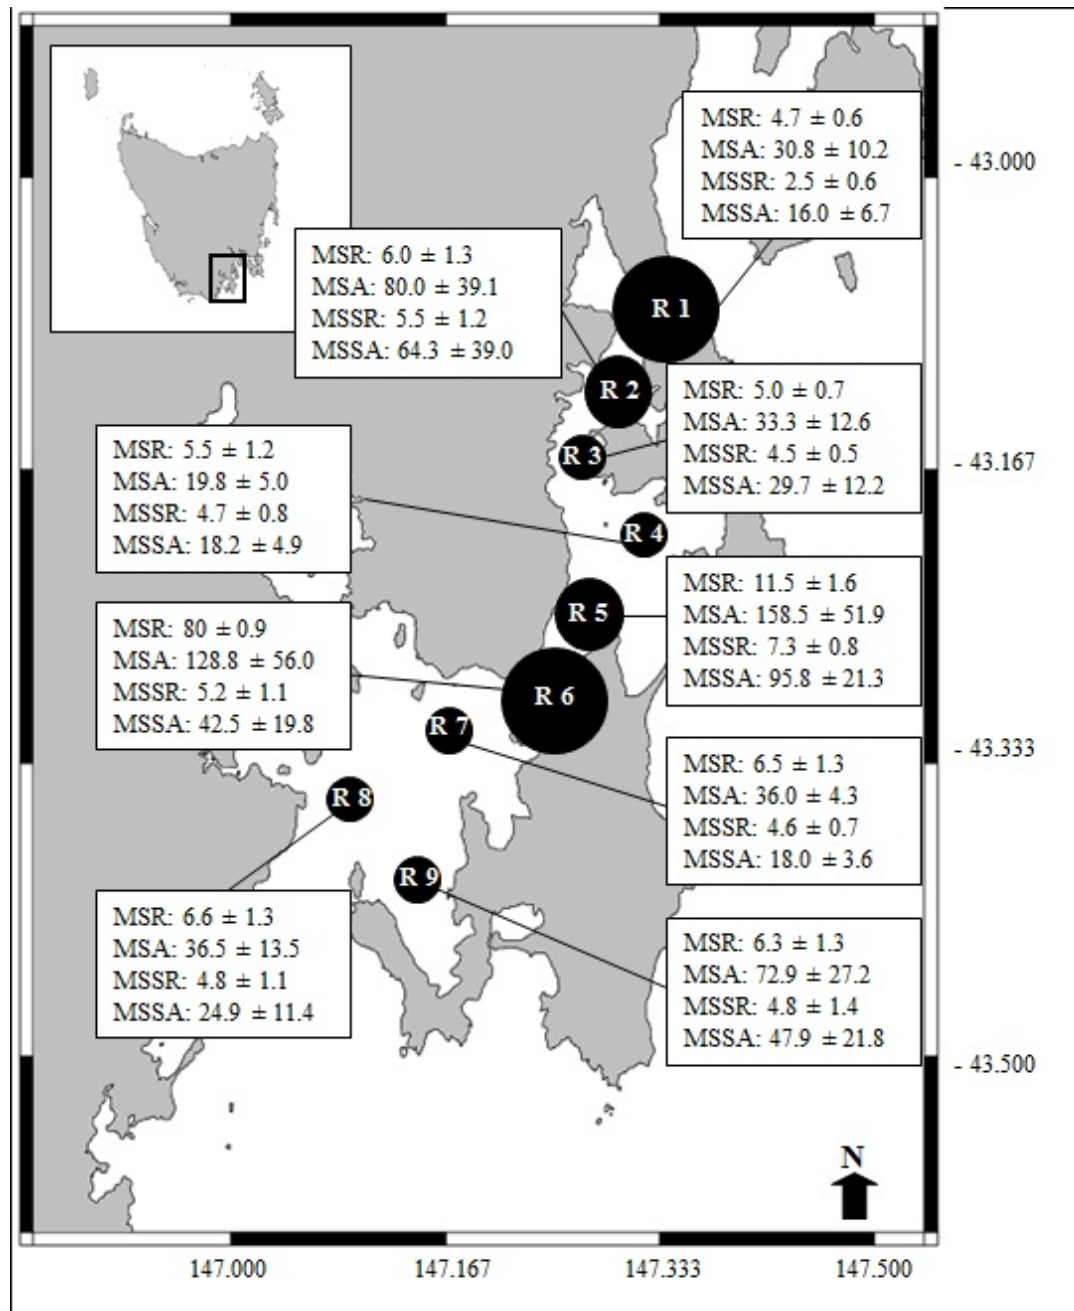 MSR: 4.7 ± 0.6
MSA: 30.8 ± 10.2
MSSR: 2.5 ± 0.6
MSSA: 16.0 ± 6.7
- 43.000
MSR: 6.0 ± 1.3
MSA: 80.0 ± 39.1
MSSR: 5.5 ± 1.2
MSSA: 64.3 ± 39.0
R 1
R 2
MSR: 5.0 ± 0.7
MSA: 33.3 ± 12.6
MSSR: 4.5 ± 0.5
MSSA: 29.7 ± 12.2
R 3
- 43.167
MSR: 5.5 ± 1.2
MSA: 19.8 ± 5.0
MSSR: 4.7 ± 0.8
MSSA: 18.2 ± 4.9
R 4
MSR: 11.5 ± 1.6
MSA: 158.5 ± 51.9
MSSR: 7.3 ± 0.8
MSSA: 95.8 ± 21.3
R 5
MSR: 80 ± 0.9
MSA: 128.8 ± 56.0
MSSR: 5.2 ± 1.1
MSSA: 42.5 ± 19.8
R 6
R 7
- 43.333
MSR: 6.5 ± 1.3
MSA: 36.0 ± 4.3
MSSR: 4.6 ± 0.7
MSSA: 18.0 ± 3.6
R 8
R 9
MSR: 6.6 ± 1.3
MSA: 36.5 ± 13.5
MSSR: 4.8 ± 1.1
MSSA: 24.9 ± 11.4
MSR: 6.3 ± 1.3
MSA: 72.9 ± 27.2
MSSR: 4.8 ± 1.4
MSSA: 47.9 ± 21.8
- 43.500
N
147.000
147.167
147.333
147.500